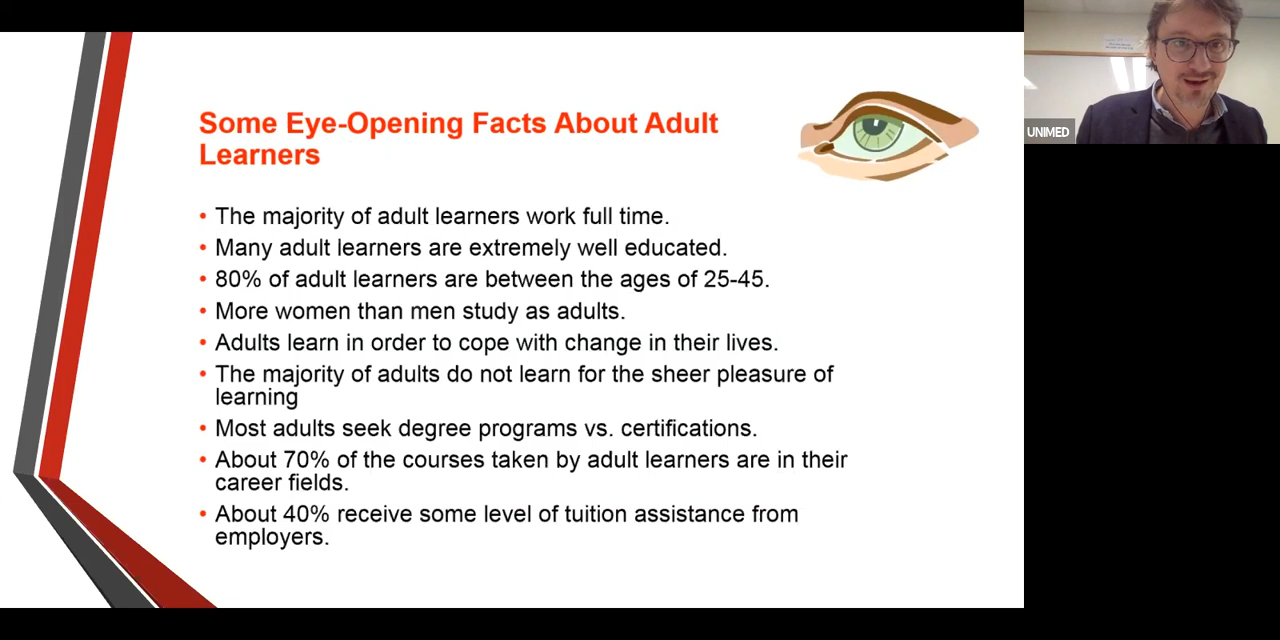 Some Eye-Opening Facts About Adult
Learners
• The majority of adult learners work full time.
• Many adult learners are extremely well educated.
• 80% of adult learners are between the ages of 25-45.
• More women than men study as adults.
• Adults learn in order to cope with change in their lives.
• The majority of adults do not learn for the sheer pleasure of
learning
• Most adults seek degree programs vs. certifications.
• About 70% of the courses taken by adult learners are in their
career fields.
• About 40% receive some level of tuition assistance from
employers.
UNIMED